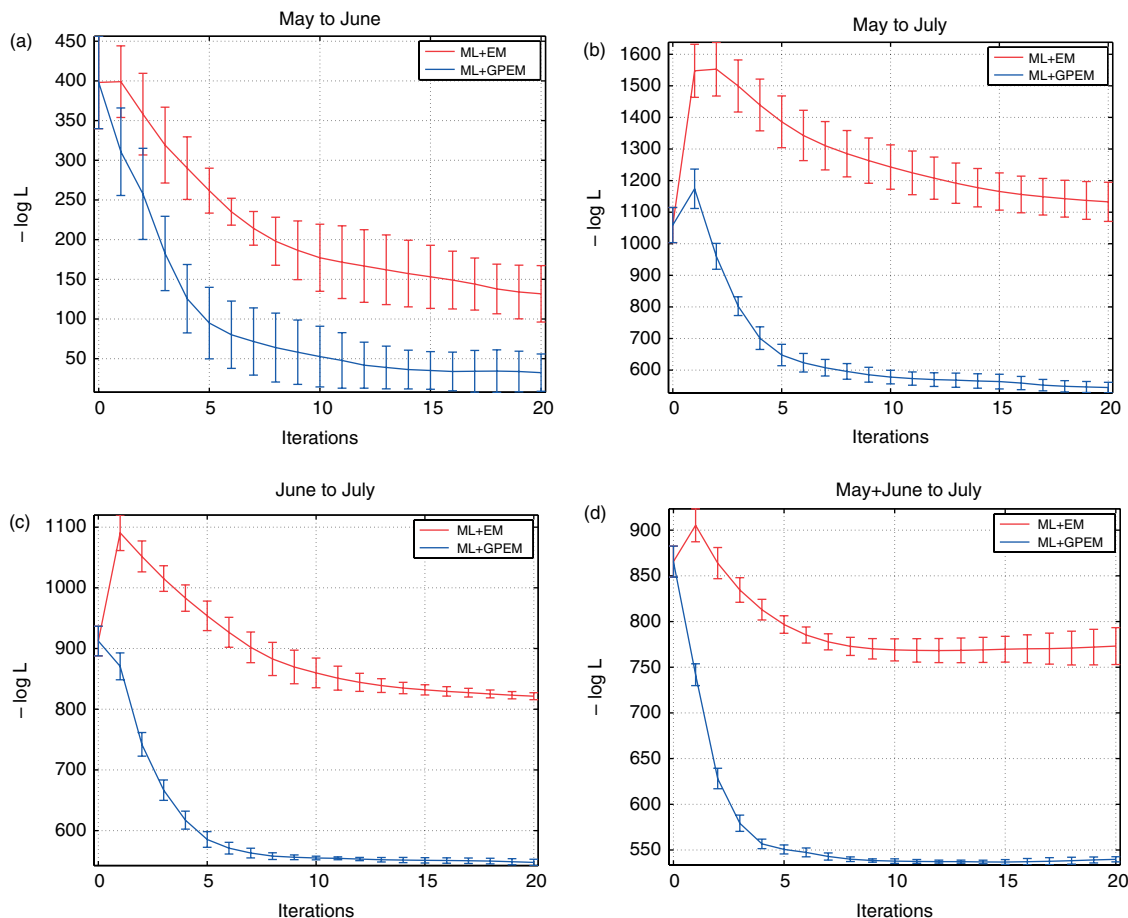 May to June
(a)
450
400
350
300
250
200
150
100
50
0
5
10
15
20
– log L
Iterations
ML+EM
ML+GPEM
May to July
(b)
1600
1500
1400
1300
1200
1100
1000
900
800
700
600
0
5
10
15
20
– log L
Iterations
ML+EM
ML+GPEM
June to July
(c)
1100
1000
900
800
700
600
0
5
10
15
20
– log L
Iterations
ML+EM
ML+GPEM
May+June to July
(d)
900
850
800
750
700
650
600
550
0
5
10
15
20
– log L
Iterations
ML+EM
ML+GPEM